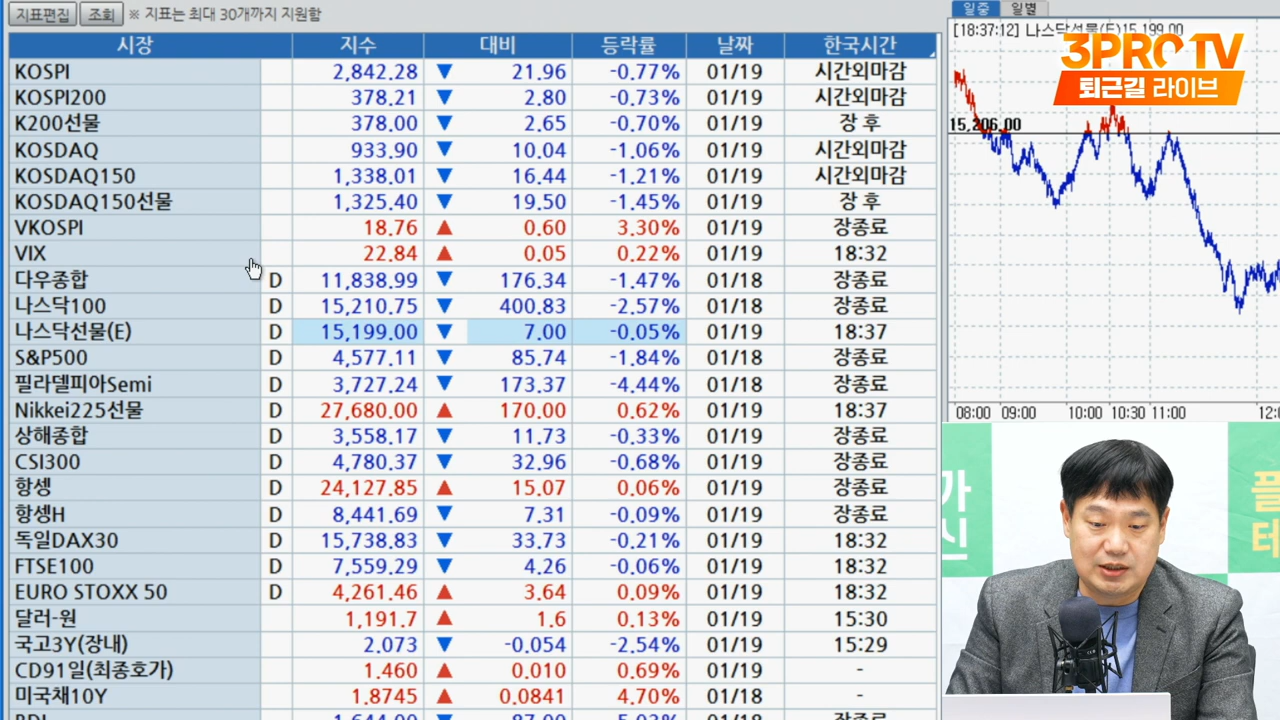 지표편집 조회 ※ 지표는 최대 30개까지 지원함
시장 지수 대비 등락률 날짜 한국시간
KOSPI 2,842.28 ▼ 21.96 -0.77% 01/19 시간외마감
KOSPI200 378.21 ▼ 2.80 -0.73% 01/19 시간외마감
K200선물 378.00 ▼ 2.65 -0.70% 01/19 장 후
KOSDAQ 933.90 ▼ 10.04 -1.06% 01/19 시간외마감
KOSDAQ150 1,338.01 ▼ 16.44 -1.21% 01/19 시간외마감
KOSDAQ150선물 1,325.40 ▼ 19.50 -1.45% 01/19 장 후
VKOSPI 18.76 ▲ 0.60 3.30% 01/19 장종료
VIX 22.84 ▲ 0.05 0.22% 01/19 18:32
다우종합 D 11,838.99 ▼ 176.34 -1.47% 01/18 장종료
나스닥100 D 15,210.75 ▼ 400.83 -2.57% 01/18 장종료
나스닥선물(E) D 15,199.00 ▼ 7.00 -0.05% 01/19 18:37
S&P500 D 4,577.11 ▼ 85.74 -1.84% 01/18 장종료
필라델피아Semi D 3,727.24 ▼ 173.37 -4.44% 01/18 장종료
Nikkei225선물 D 27,680.00 ▲ 170.00 0.62% 01/19 18:37
상해종합 D 3,558.17 ▼ 11.73 -0.33% 01/19 장종료
CSI300 D 4,780.37 ▼ 32.96 -0.68% 01/19 장종료
항셍 D 24,127.85 ▲ 15.07 0.06% 01/19 장종료
항셍H D 8,441.69 ▼ 7.31 -0.09% 01/19 장종료
독일DAX30 D 15,738.83 ▼ 33.73 -0.21% 01/19 18:32
FTSE100 D 7,559.29 ▼ 4.26 -0.06% 01/19 18:32
EURO STOXX 50 D 4,261.46 ▲ 3.64 0.09% 01/19 18:32
달러-원 1,191.7 ▲ 1.6 0.13% 01/19 15:30
국고3Y(장내) 2.073 ▼ -0.054 -2.54% 01/19 15:29
CD91일(최종호가) 1.460 ▲ 0.010 0.69% 01/19 -
미국채10Y 1.8745 ▲ 0.0841 4.70% 01/18 -
일중 일별
[18:37:12] 나스닥선물(E)15,199.00
3PRO TV
퇴근길 라이브
15,206.00
08:00 09:00 10:00 10:30 11:00
가
신
플
테